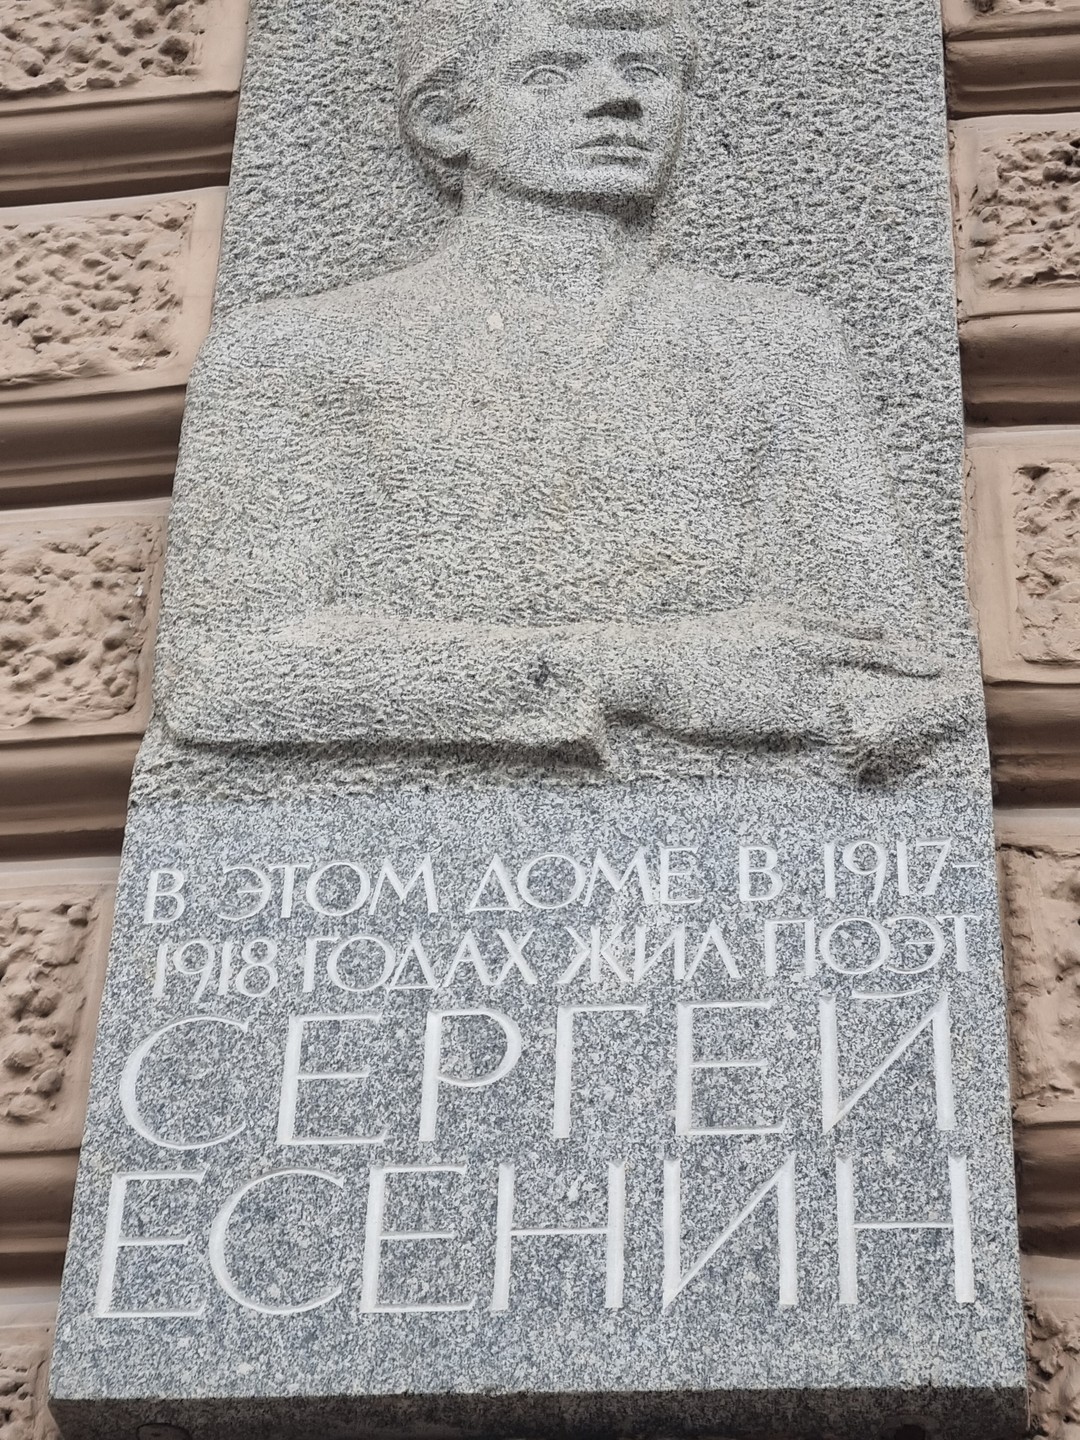 В ЭТОМ ДОМЕ В 1917-
1918 ГОДАХ ЖИЛ ПОЭТ
СЕРГЕЙ
ЕСЕНИН